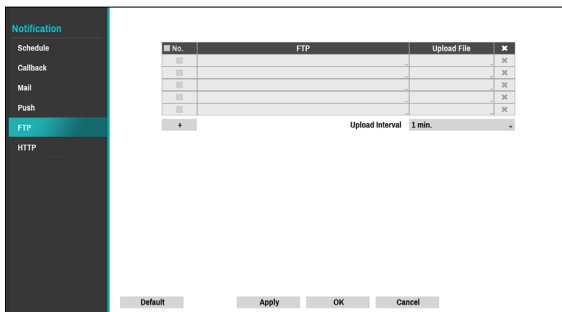 Notification
Schedule
Callback
Mail
Push
FTP
HTTP
No. FTP Upload File
+ Upload Interval 1 min.
Default Apply OK Cancel